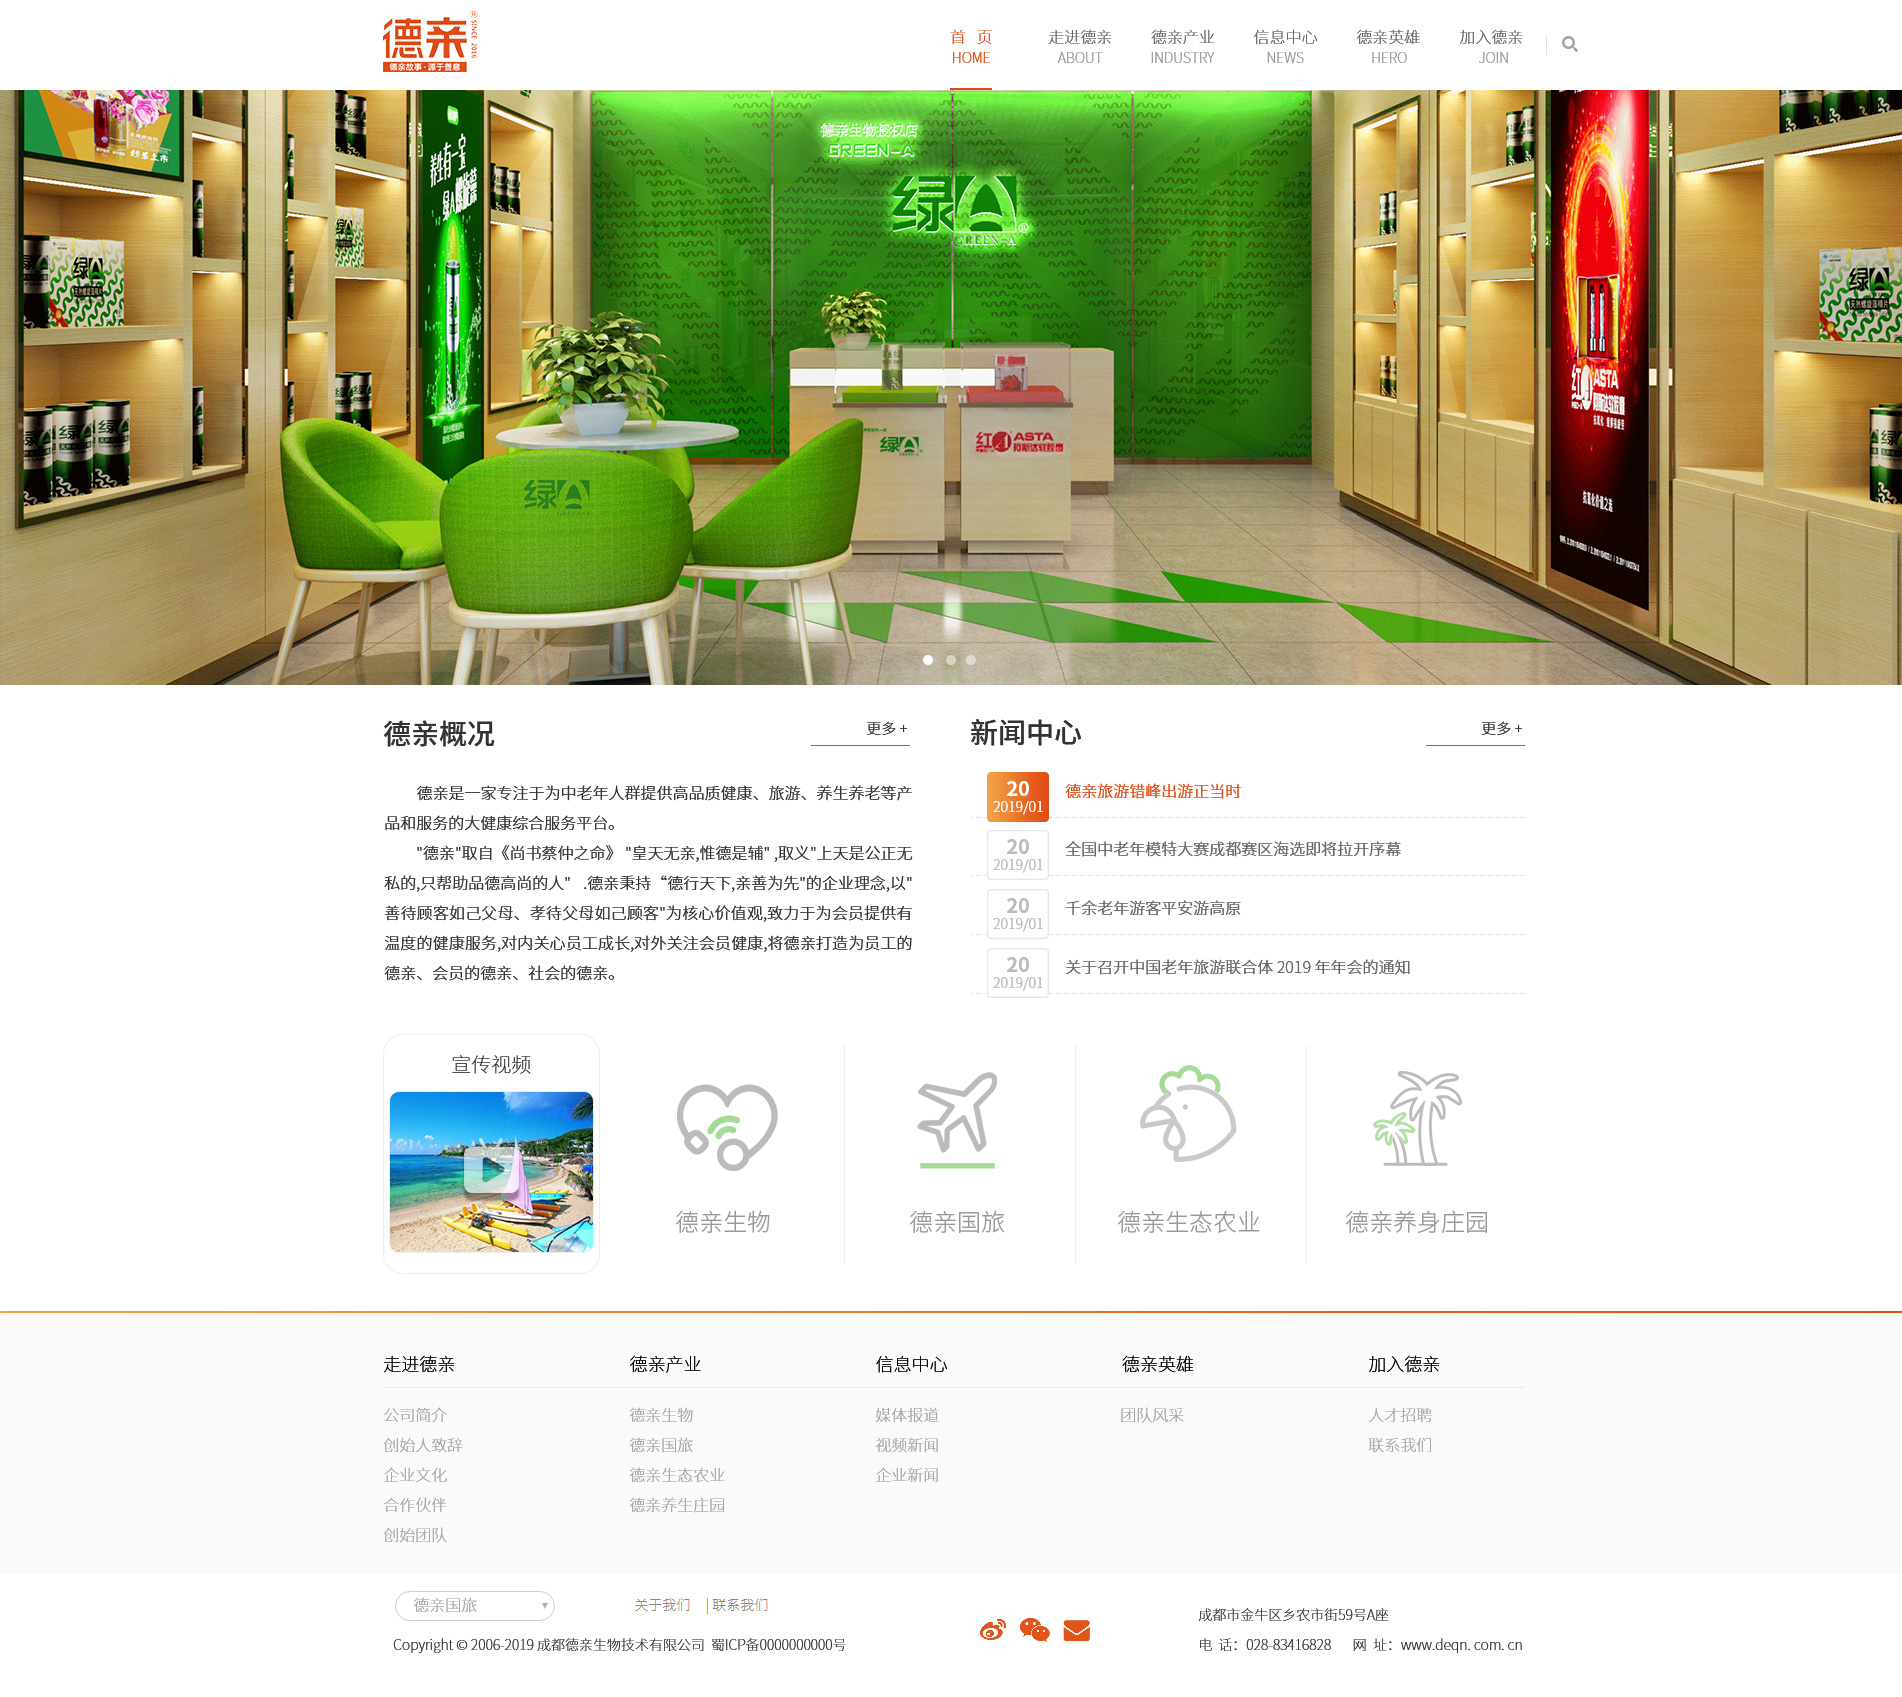 德亲
® SINCE 2016
德亲故事·源于善意
首 页
HOME
走进德亲
ABOUT
德亲产业
INDUSTRY
信息中心
NEWS
德亲英雄
HERO
加入德亲
JOIN
德亲生物授权店
GREEN-A
绿A®
GREEN-A
绿A
绿A
GREEN-A
绿A
GREEN-A
红A ASTA
红A ASTA
绿A
德亲概况
更多 +
德亲是一家专注于为中老年人群提供高品质健康、旅游、养生养老等产
品和服务的大健康综合服务平台。
"德亲"取自《尚书蔡仲之命》 "皇天无亲,惟德是辅" ,取义"上天是公正无
私的,只帮助品德高尚的人" .德亲秉持“德行天下,亲善为先"的企业理念,以"
善待顾客如己父母、孝待父母如己顾客"为核心价值观,致力于为会员提供有
温度的健康服务,对内关心员工成长,对外关注会员健康,将德亲打造为员工的
德亲、会员的德亲、社会的德亲。
新闻中心
更多 +
20
2019/01
德亲旅游错峰出游正当时
20
2019/01
全国中老年模特大赛成都赛区海选即将拉开序幕
20
2019/01
千余老年游客平安游高原
20
2019/01
关于召开中国老年旅游联合体 2019 年年会的通知
宣传视频
德亲生物
德亲国旅
德亲生态农业
德亲养身庄园
走进德亲
公司简介
创始人致辞
企业文化
合作伙伴
创始团队
德亲产业
德亲生物
德亲国旅
德亲生态农业
德亲养生庄园
信息中心
媒体报道
视频新闻
企业新闻
德亲英雄
团队风采
加入德亲
人才招聘
联系我们
德亲国旅
关于我们 | 联系我们
Copyright © 2006-2019 成都德亲生物技术有限公司 蜀ICP备0000000000号
成都市金牛区乡农市街59号A座
电 话：028-83416828 网 址：www.deqn. com. cn